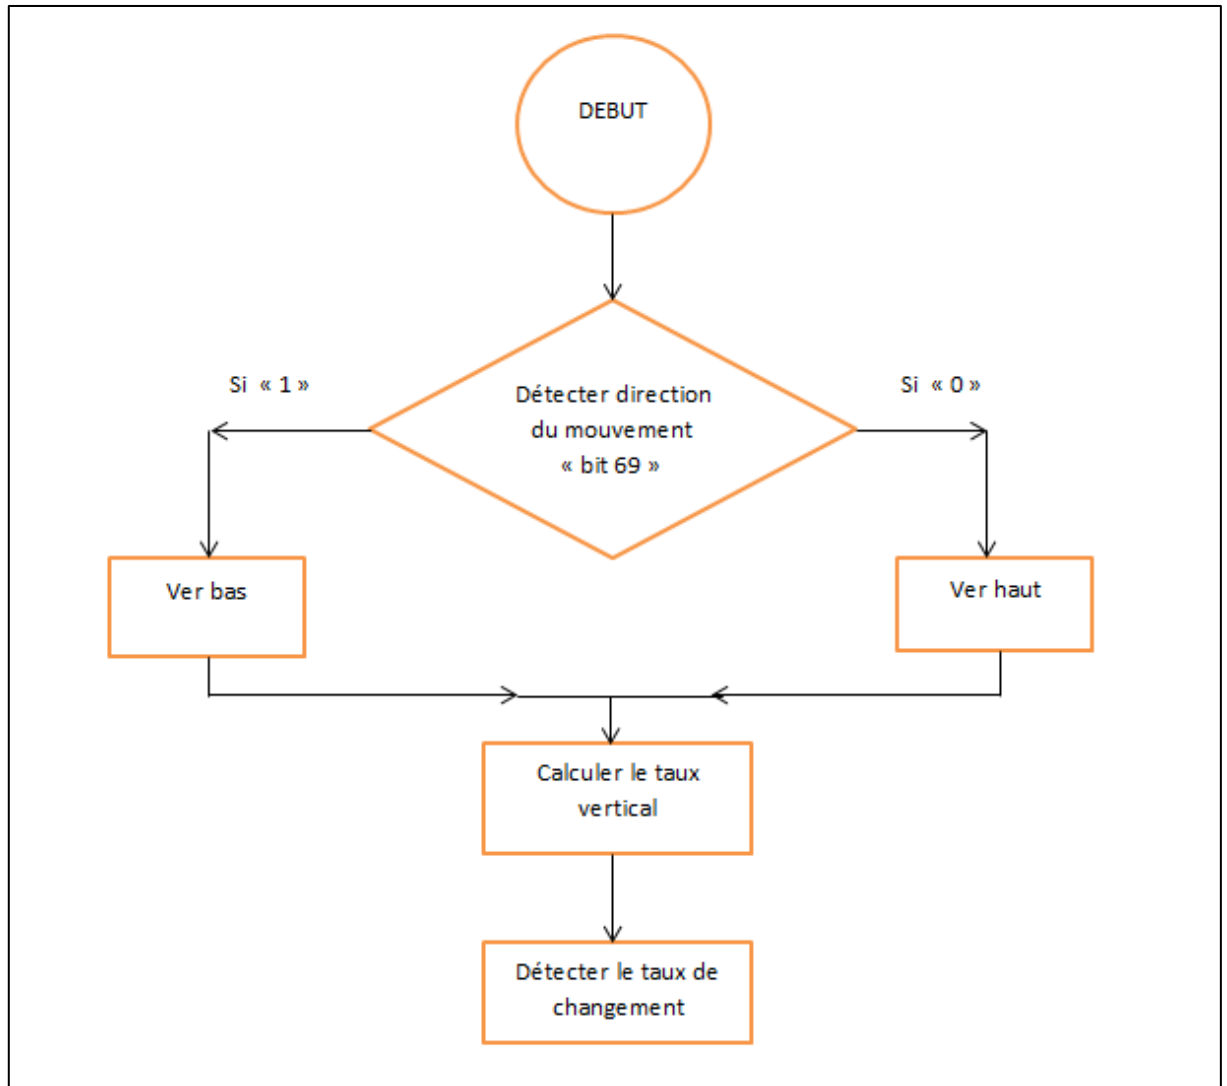 DEBUT
Si « 1 »
Si « 0 »
Détecter direction
du mouvement
« bit 69 »
Ver bas
Ver haut
Calculer le taux
vertical
Détecter le taux de
changement